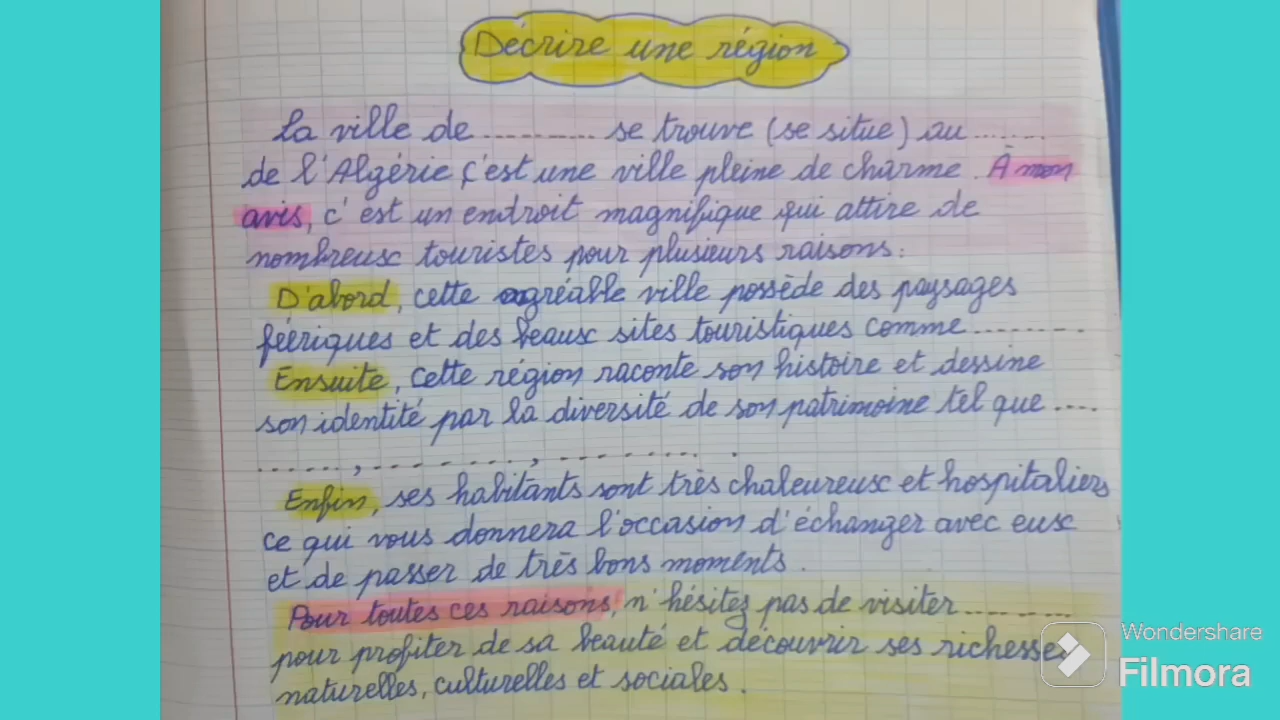 Décrire une région
La ville de ............ se trouve (se situe) au .......
de l'Algérie c'est une ville pleine de charme. À mon
avis, c'est un endroit magnifique qui attire de
nombreux touristes pour plusieurs raisons.
D'abord, cette agréable ville possède des paysages
féériques et des beaux sites touristiques comme ..........
Ensuite, cette région raconte son histoire et dessine
son identité par la diversité de son patrimoine tel que ....
......, ..........., ..........
Enfin, ses habitants sont très chaleureux et hospitaliers
ce qui vous donnera l'occasion d'échanger avec eux
et de passer de très bons moments.
Pour toutes ces raisons, n'hésitez pas de visiter ..........
pour profiter de sa beauté et découvrir ses richesses
naturelles, culturelles et sociales.
Wondershare
Filmora